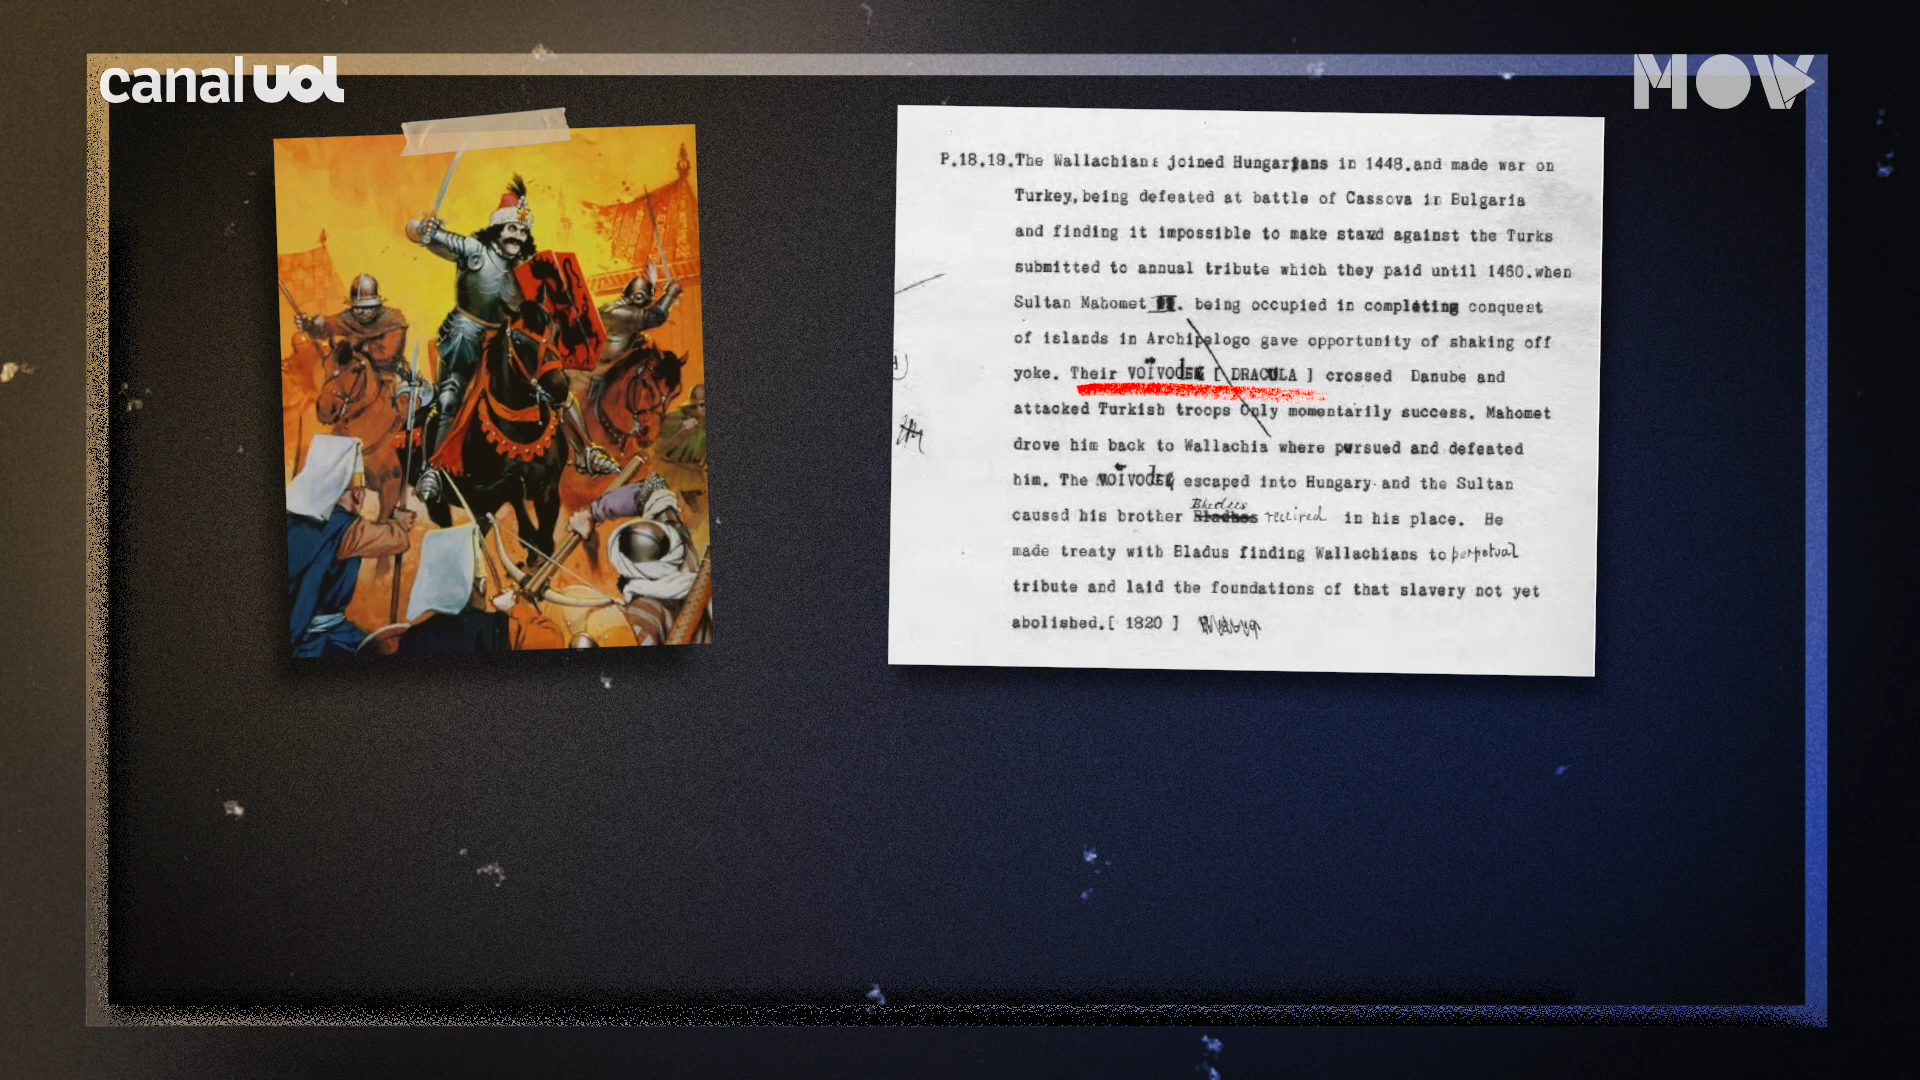 canal UOL
MOV
P.18.19.The Wallachians joined Hungarians in 1448.and made war on
Turkey,being defeated at battle of Cassova in Bulgaria
and finding it impossible to make stand against the Turks
submitted to annual tribute which they paid until 1460.when
Sultan Mahomet II. being occupied in completing conquest
of islands in Archipelogo gave opportunity of shaking off
yoke. Their VOÏVODE [ DRACULA ] crossed Danube and
attacked Turkish troops Only momentarily success. Mahomet
drove him back to Wallachia where pursued and defeated
him. The VOÏVODE escaped into Hungary and the Sultan
caused his brother Bladus received in his place. He
made treaty with Bladus finding Wallachians to perpetual
tribute and laid the foundations of that slavery not yet
abolished.[ 1820 ]